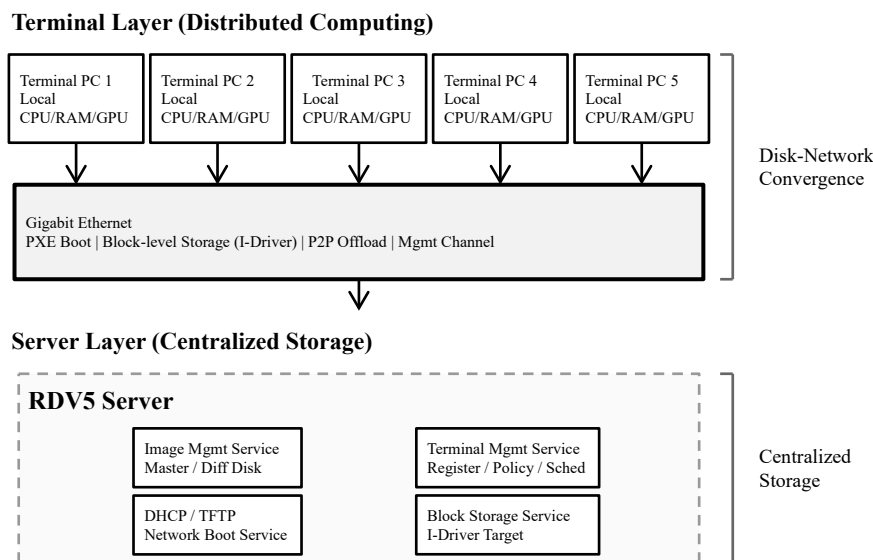 Terminal Layer (Distributed Computing)
Terminal PC 1
Local
CPU/RAM/GPU
Terminal PC 2
Local
CPU/RAM/GPU
Terminal PC 3
Local
CPU/RAM/GPU
Terminal PC 4
Local
CPU/RAM/GPU
Terminal PC 5
Local
CPU/RAM/GPU
Disk-Network
Convergence
Gigabit Ethernet
PXE Boot | Block-level Storage (I-Driver) | P2P Offload | Mgmt Channel
Server Layer (Centralized Storage)
RDV5 Server
Image Mgmt Service
Master / Diff Disk
Terminal Mgmt Service
Register / Policy / Sched
DHCP / TFTP
Network Boot Service
Block Storage Service
I-Driver Target
Centralized
Storage